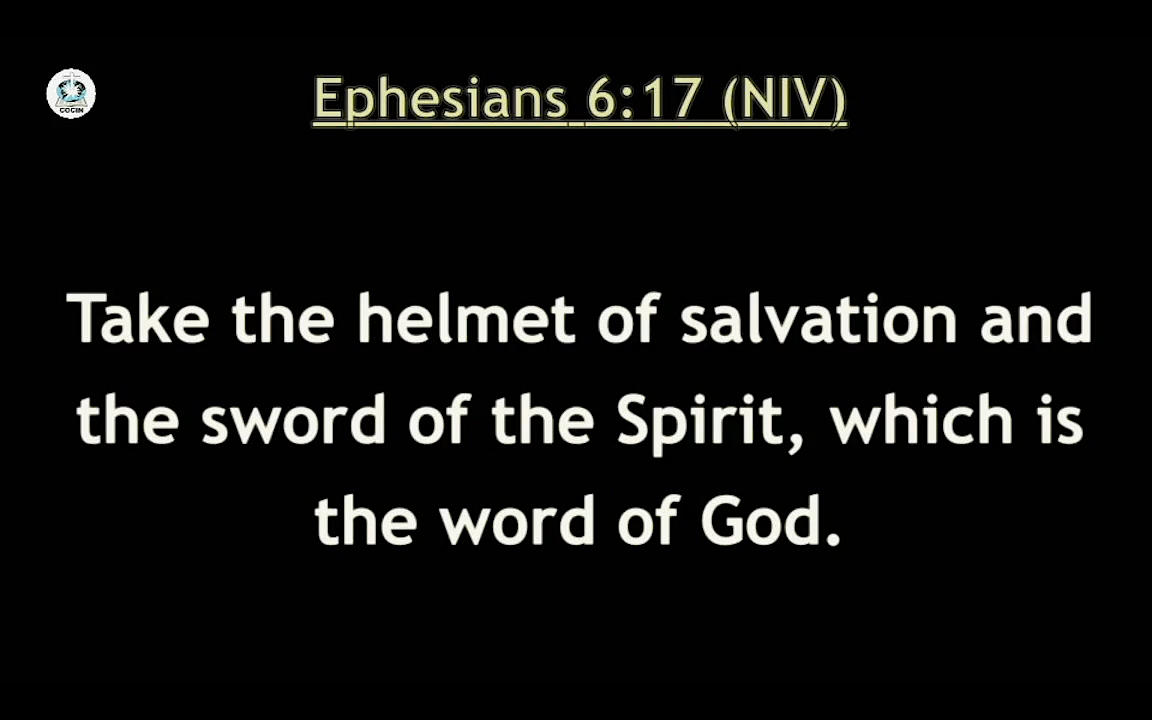 COCIN
Ephesians 6:17 (NIV)
Take the helmet of salvation and
the sword of the Spirit, which is
the word of God.